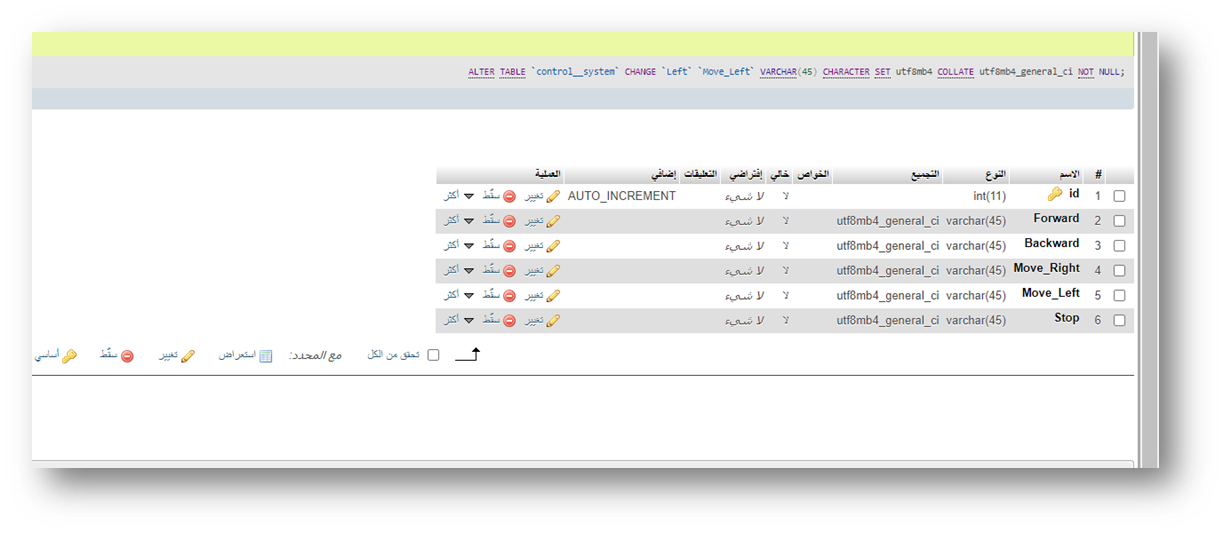 ALTER TABLE `control__system` CHANGE `Left` `Move_Left` VARCHAR(45) CHARACTER SET utf8mb4 COLLATE utf8mb4_general_ci NOT NULL;
# الاسم النوع التجميع الخواص خالي إفتراضي التعليقات إضافي العملية
1 id int(11) لا لا شيء AUTO_INCREMENT تغيير سقّط أكثر
2 Forward varchar(45) utf8mb4_general_ci لا لا شيء تغيير سقّط أكثر
3 Backward varchar(45) utf8mb4_general_ci لا لا شيء تغيير سقّط أكثر
4 Move_Right varchar(45) utf8mb4_general_ci لا لا شيء تغيير سقّط أكثر
5 Move_Left varchar(45) utf8mb4_general_ci لا لا شيء تغيير سقّط أكثر
6 Stop varchar(45) utf8mb4_general_ci لا لا شيء تغيير سقّط أكثر
تحقق من الكل مع المحدد: استعراض تغيير سقّط أساسي